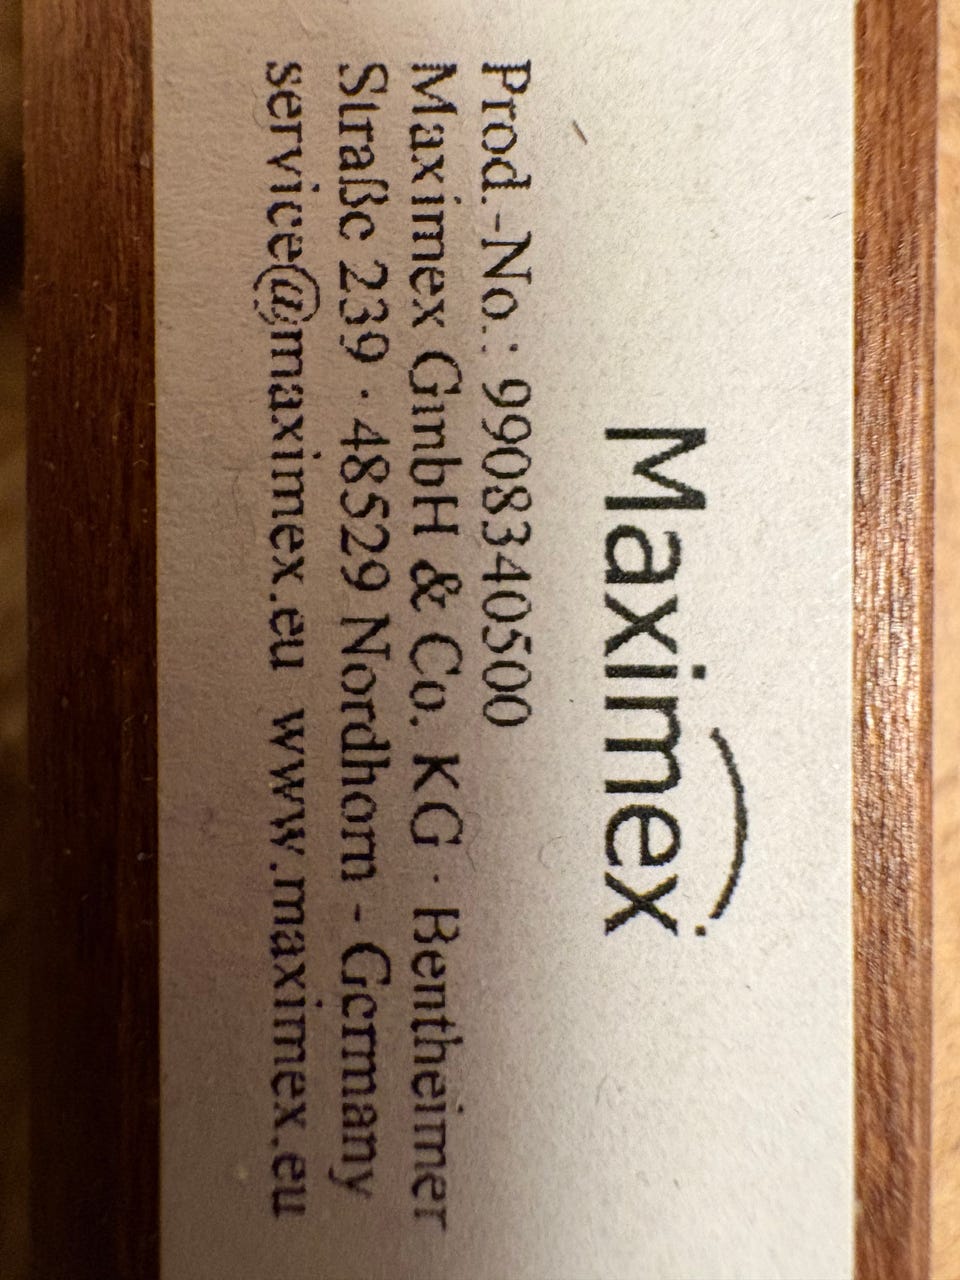 Maximex
Prod.-No.: 9908340500
Maximex GmbH & Co. KG · Bentheimer
Straße 239 · 48529 Nordhorn - Germany
service@maximex.eu www.maximex.eu